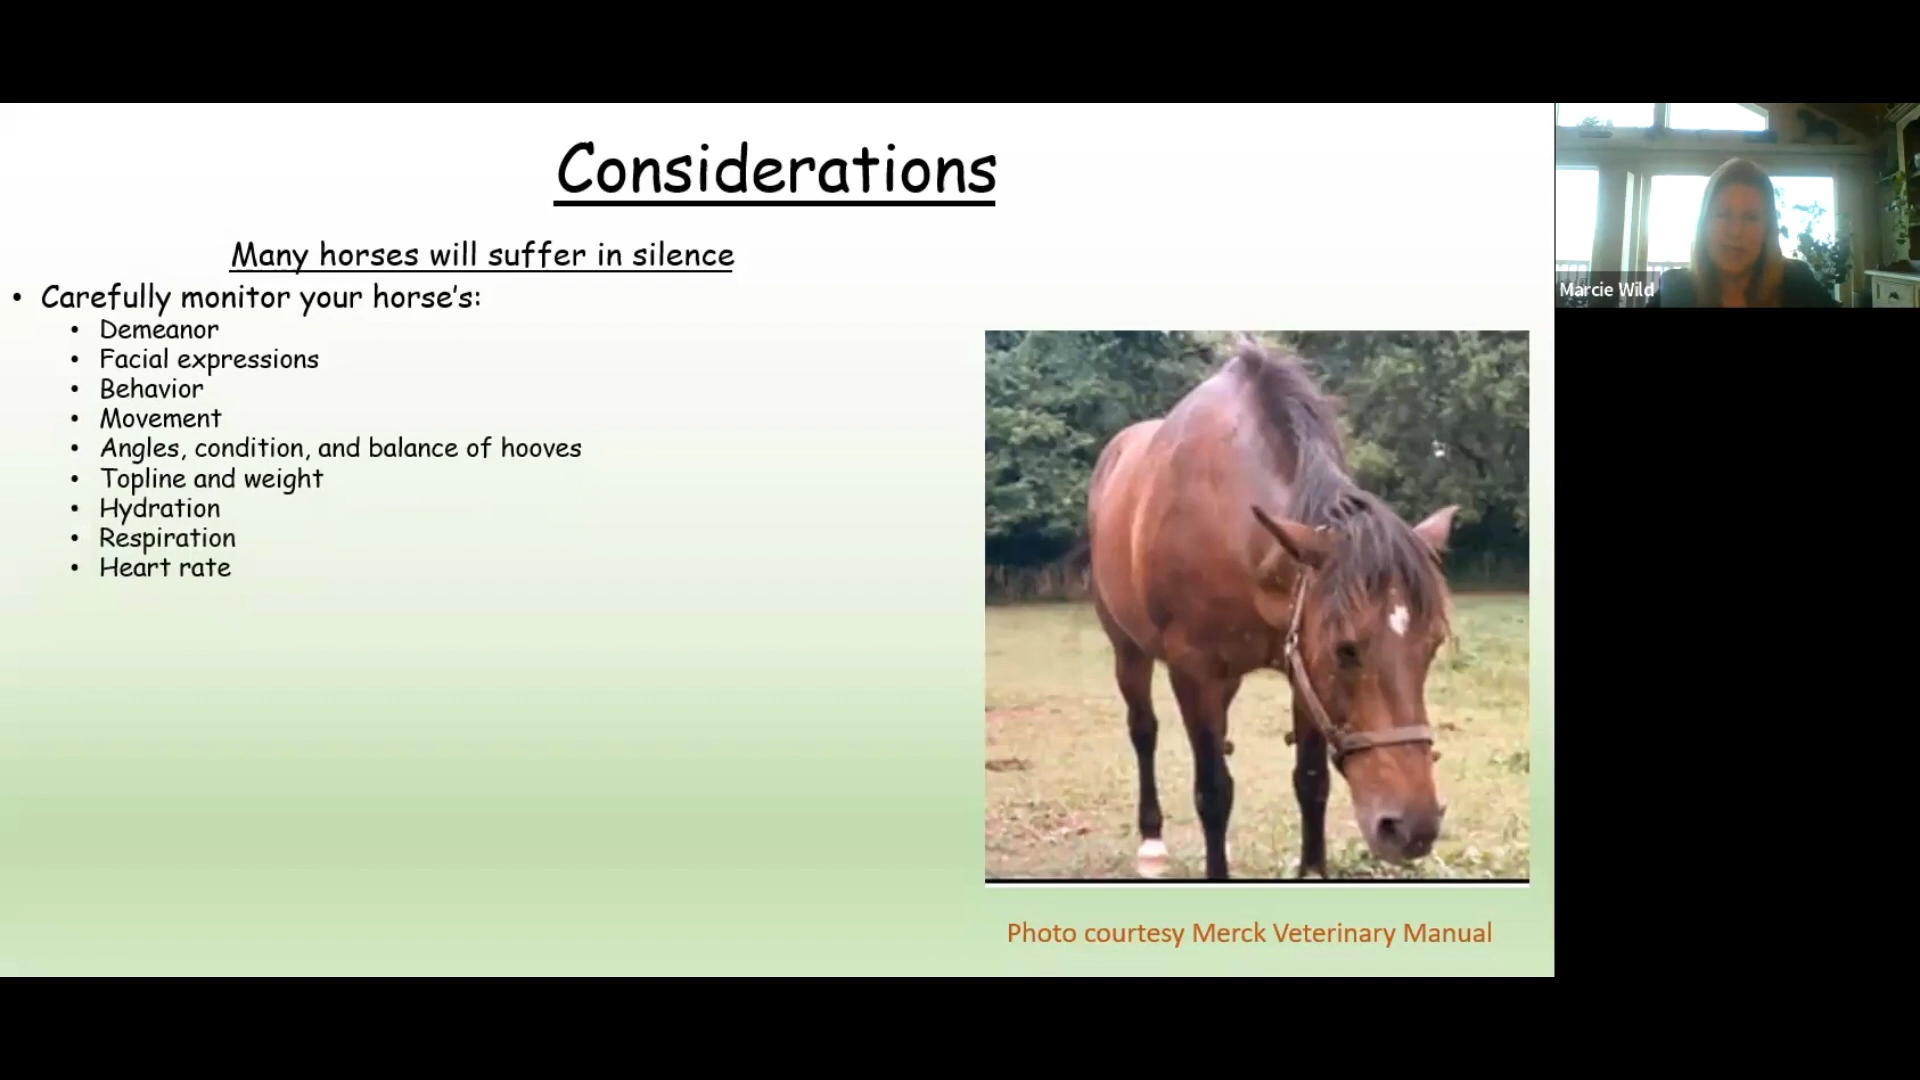 Considerations
Many horses will suffer in silence
• Carefully monitor your horse's:
• Demeanor
• Facial expressions
• Behavior
• Movement
• Angles, condition, and balance of hooves
• Topline and weight
• Hydration
• Respiration
• Heart rate
Photo courtesy Merck Veterinary Manual
Marcie Wild